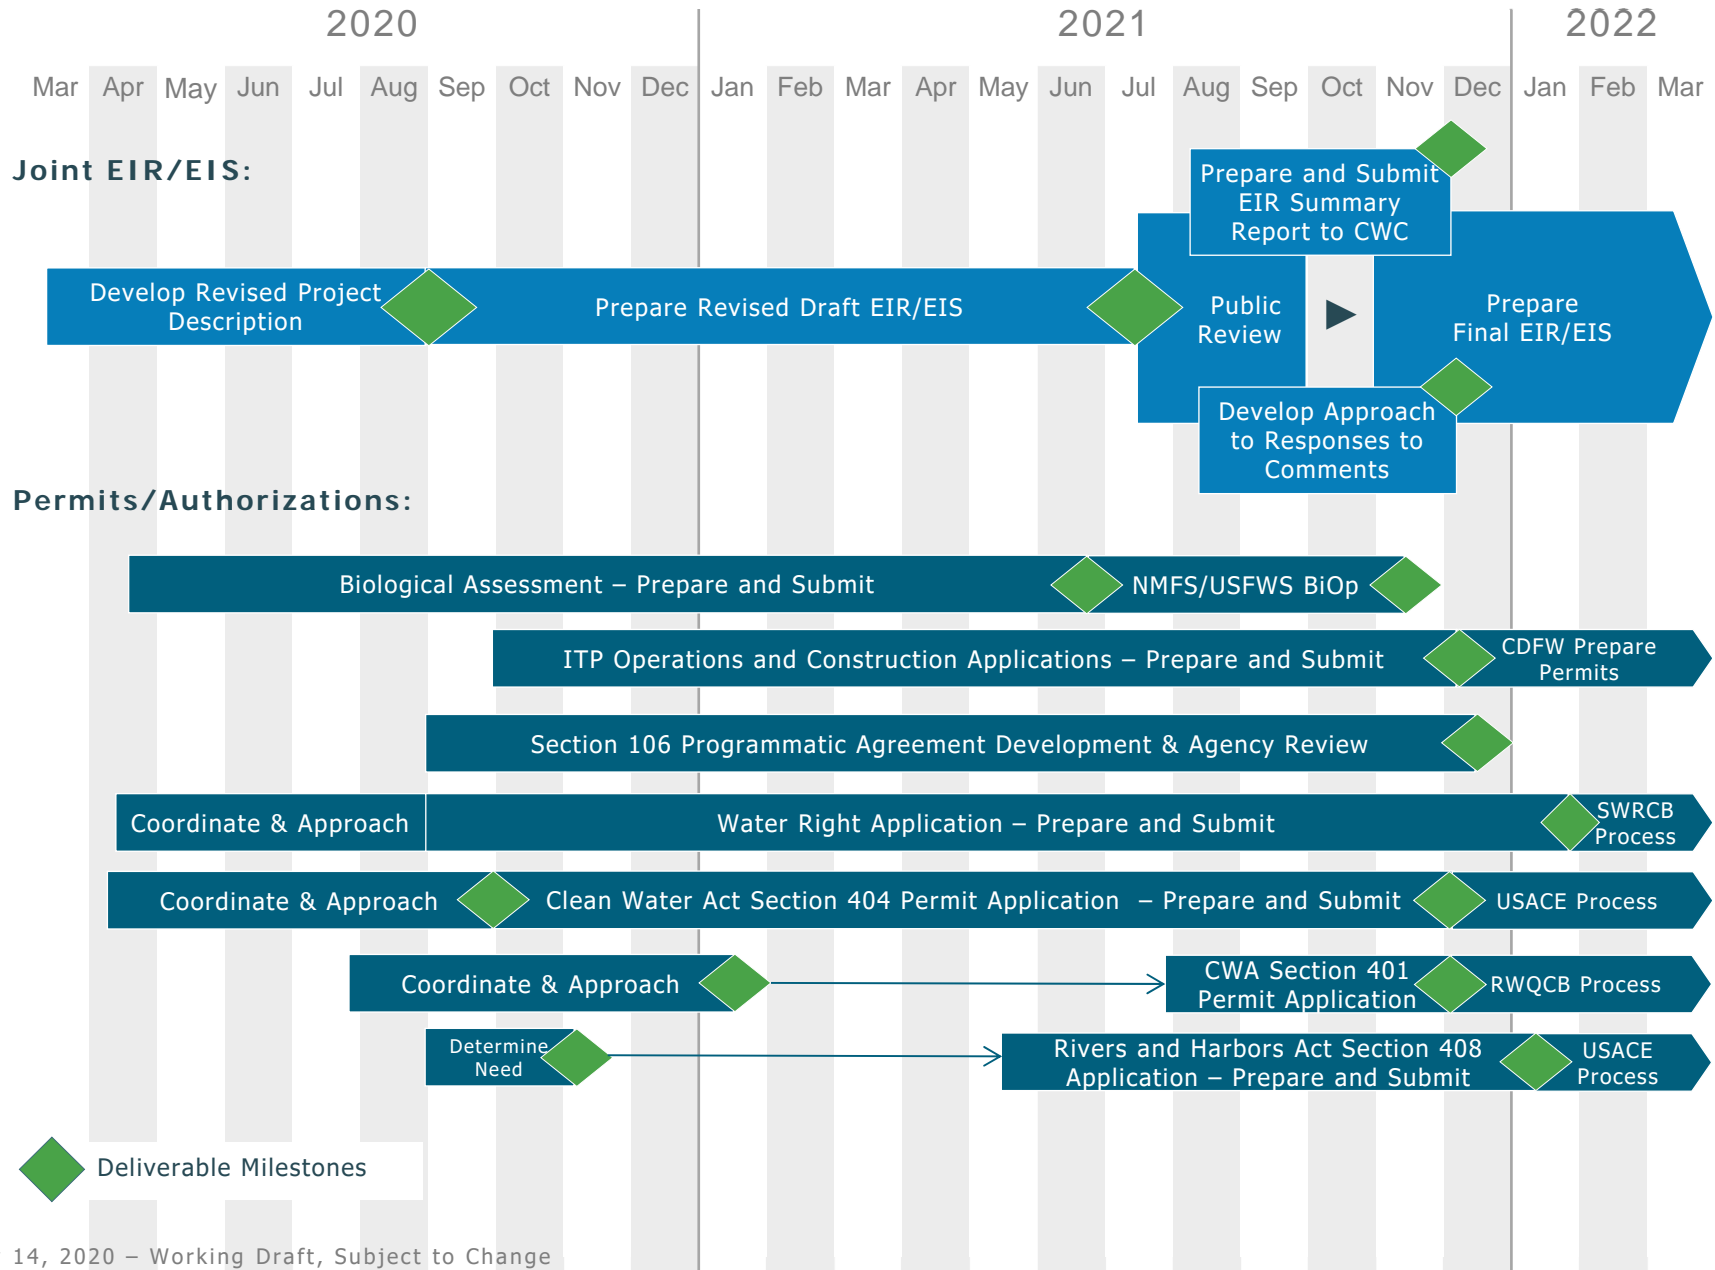 2020 2021 2022
Mar Apr May Jun Jul Aug Sep Oct Nov Dec Jan Feb Mar Apr May Jun Jul Aug Sep Oct Nov Dec Jan Feb Mar
Joint EIR/EIS:
Prepare and Submit
EIR Summary
Report to CWC
Develop Revised Project
Description
Prepare Revised Draft EIR/EIS
Public
Review
Prepare
Final EIR/EIS
Develop Approach
to Responses to
Comments
Permits/Authorizations:
Biological Assessment – Prepare and Submit
NMFS/USFWS BiOp
ITP Operations and Construction Applications – Prepare and Submit
CDFW Prepare
Permits
Section 106 Programmatic Agreement Development & Agency Review
Coordinate & Approach
Water Right Application – Prepare and Submit
SWRCB
Process
Coordinate & Approach
Clean Water Act Section 404 Permit Application – Prepare and Submit
USACE Process
Coordinate & Approach
CWA Section 401
Permit Application
RWQCB Process
Determine
Need
Rivers and Harbors Act Section 408
Application – Prepare and Submit
USACE
Process
Deliverable Milestones
14, 2020 – Working Draft, Subject to Change